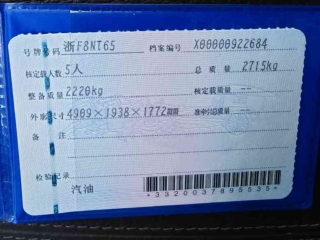 号牌号码 浙F8NT65 档案编号 X00000922684
核定载人数 5人 总质量 2715kg
整备质量 2220kg 核定载质量 --
外廓尺寸 4909×1938×1772mm 准牵引总质量 --
备注
检验记录
汽油
*3320037895535*